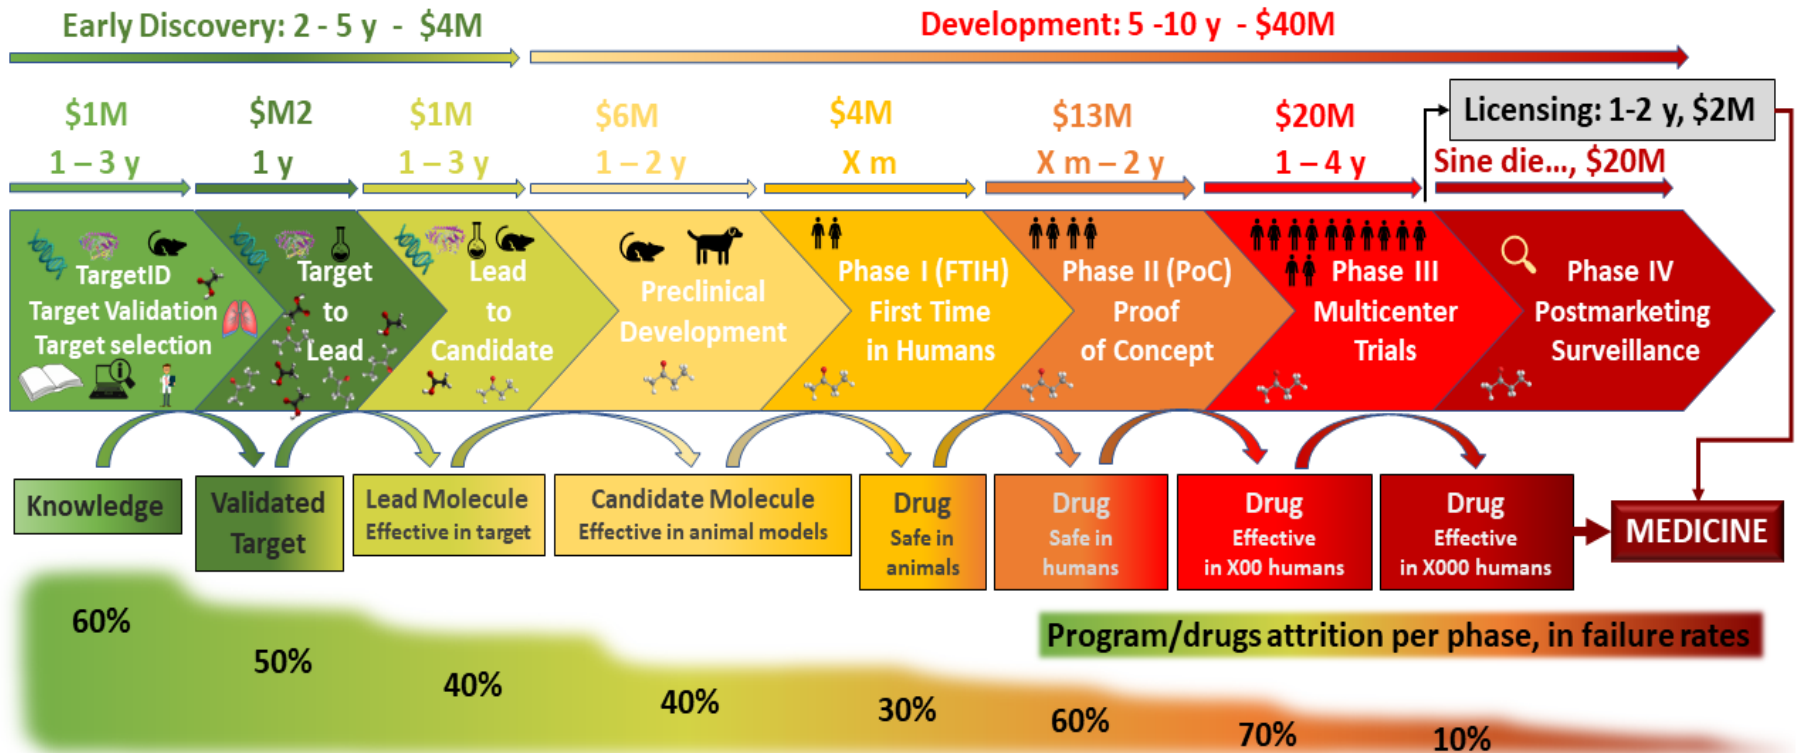 Early Discovery: 2 - 5 y - $4M
Development: 5 -10 y - $40M
$1M
1 – 3 y
$M2
1 y
$1M
1 – 3 y
$6M
1 – 2 y
$4M
X m
$13M
X m – 2 y
$20M
1 – 4 y
Licensing: 1-2 y, $2M
Sine die..., $20M
TargetID
Target Validation
Target selection
Target
to
Lead
Lead
to
Candidate
Preclinical
Development
Phase I (FTIH)
First Time
in Humans
Phase II (PoC)
Proof
of Concept
Phase III
Multicenter
Trials
Phase IV
Postmarketing
Surveillance
Knowledge
Validated
Target
Lead Molecule
Effective in target
Candidate Molecule
Effective in animal models
Drug
Safe in
animals
Drug
Safe in
humans
Drug
Effective
in X00 humans
Drug
Effective
in X000 humans
MEDICINE
Program/drugs attrition per phase, in failure rates
60%
50%
40%
40%
30%
60%
70%
10%